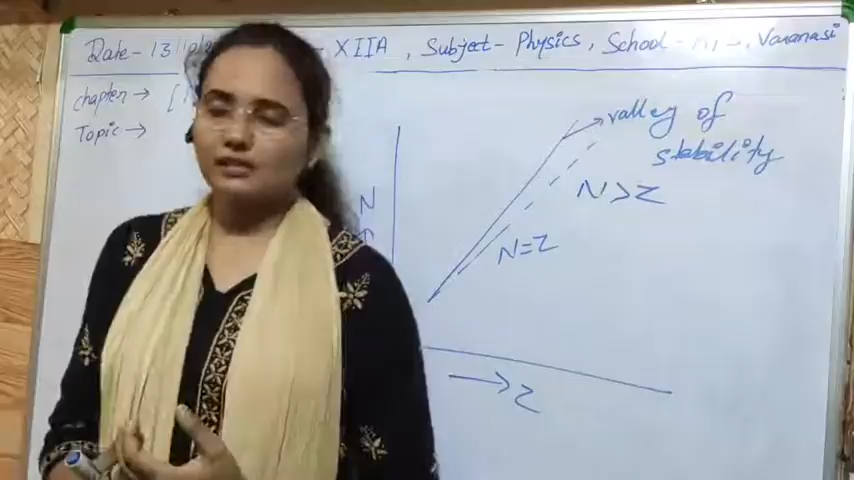 Date- 13 XIIA, Subject- Physics, School- Varanasi
chapter →
Topic →
valley of
stability
N
N>Z
N=Z
→ Z